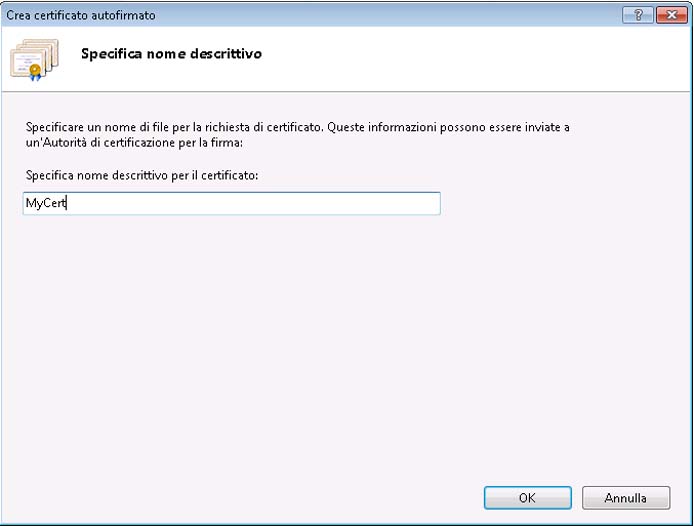 Crea certificato autofirmato
?
Specifica nome descrittivo
Specificare un nome di file per la richiesta di certificato. Queste informazioni possono essere inviate a
un'Autorità di certificazione per la firma:
Specifica nome descrittivo per il certificato:
MyCert
OK
Annulla